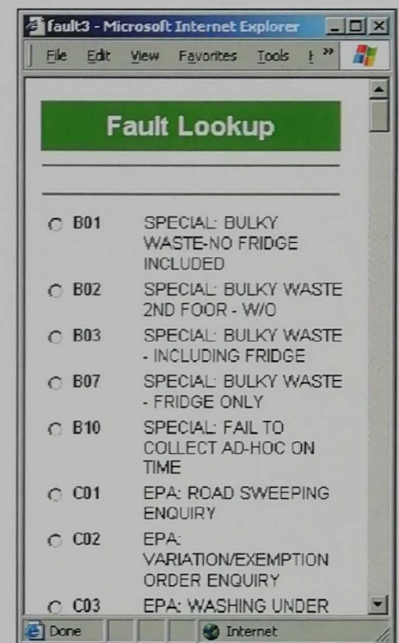 fault3 - Microsoft Internet Explorer
File Edit View Favorites Tools »
Fault Lookup
B01 SPECIAL: BULKY
WASTE-NO FRIDGE
INCLUDED
B02 SPECIAL: BULKY WASTE
2ND FOOR - W/O
B03 SPECIAL: BULKY WASTE
- INCLUDING FRIDGE
B07 SPECIAL: BULKY WASTE
- FRIDGE ONLY
B10 SPECIAL: FAIL TO
COLLECT AD-HOC ON
TIME
C01 EPA: ROAD SWEEPING
ENQUIRY
C02 EPA:
VARIATION/EXEMPTION
ORDER ENQUIRY
C03 EPA: WASHING UNDER
Done Internet